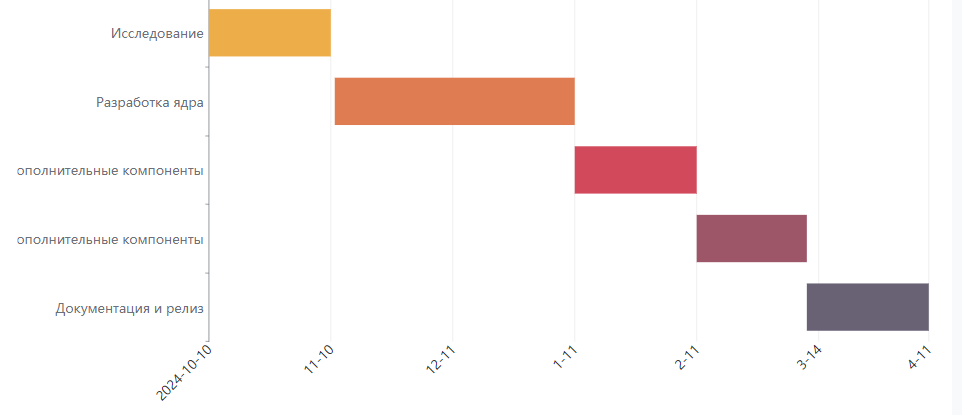 Исследование
Разработка ядра
ополнительные компоненты
ополнительные компоненты
Документация и релиз
2024-10-10
11-10
12-11
1-11
2-11
3-14
4-11